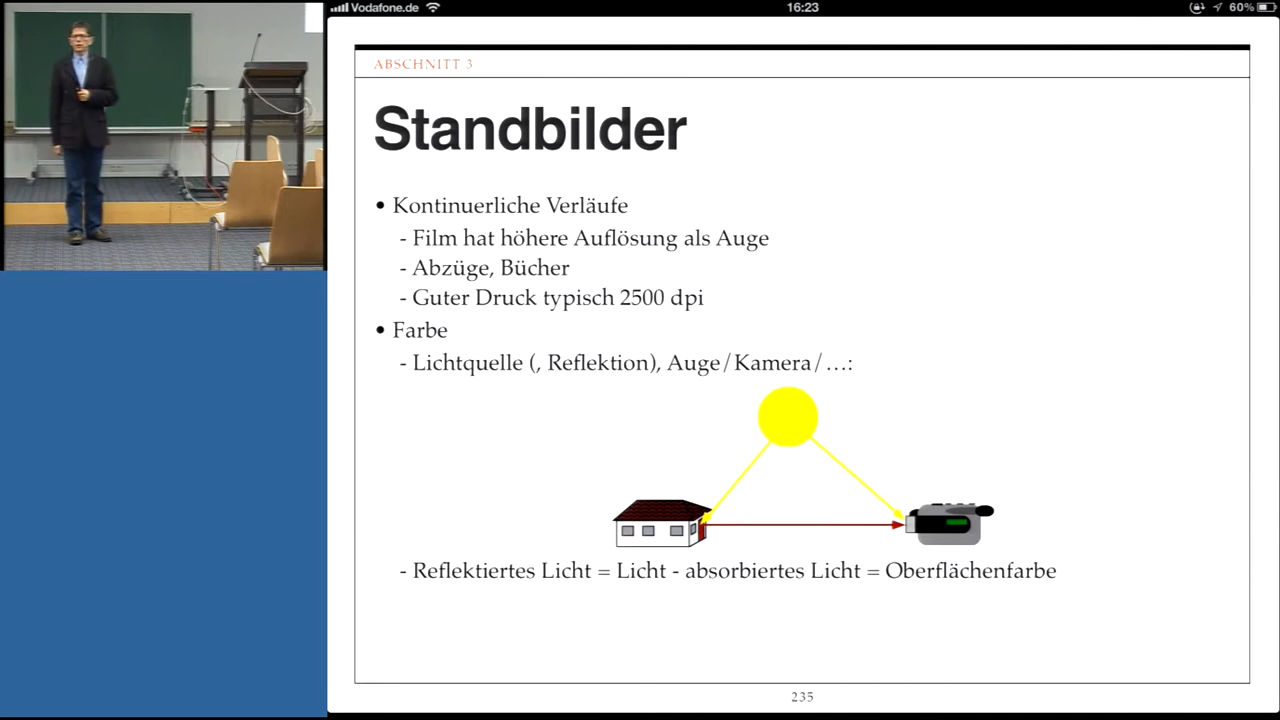 Vodafone.de
16:23
60%
ABSCHNITT 3
Standbilder
• Kontinuerliche Verläufe
- Film hat höhere Auflösung als Auge
- Abzüge, Bücher
- Guter Druck typisch 2500 dpi
• Farbe
- Lichtquelle (, Reflektion), Auge/Kamera/…:
- Reflektiertes Licht = Licht - absorbiertes Licht = Oberflächenfarbe
235